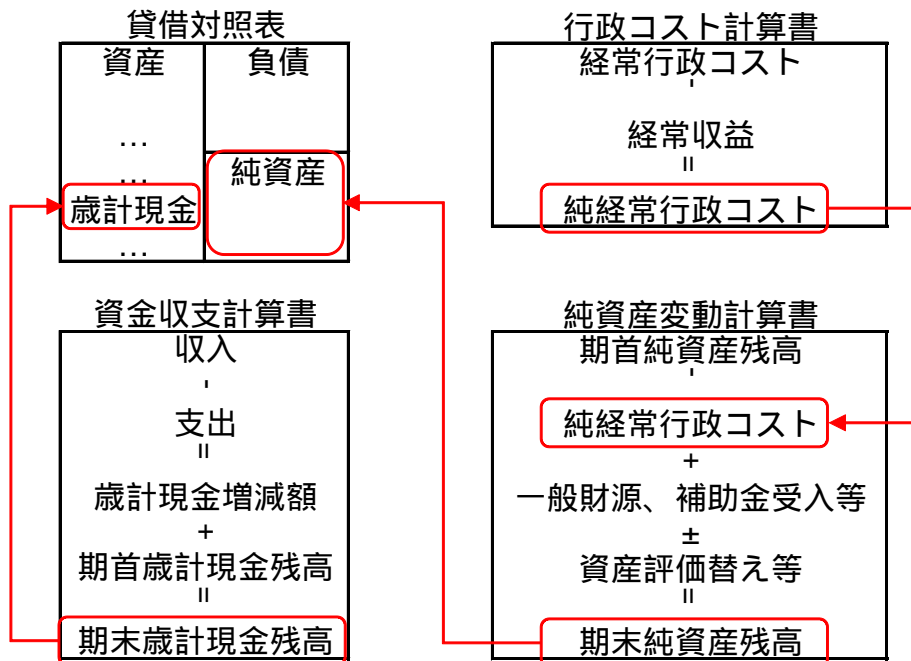 貸借対照表
資産 負債
…
… 純資産
歳計現金
…
行政コスト計算書
経常行政コスト
-
経常収益
=
純経常行政コスト
資金収支計算書
収入
-
支出
=
歳計現金増減額
+
期首歳計現金残高
=
期末歳計現金残高
純資産変動計算書
期首純資産残高
-
純経常行政コスト
+
一般財源、補助金受入等
±
資産評価替え等
=
期末純資産残高